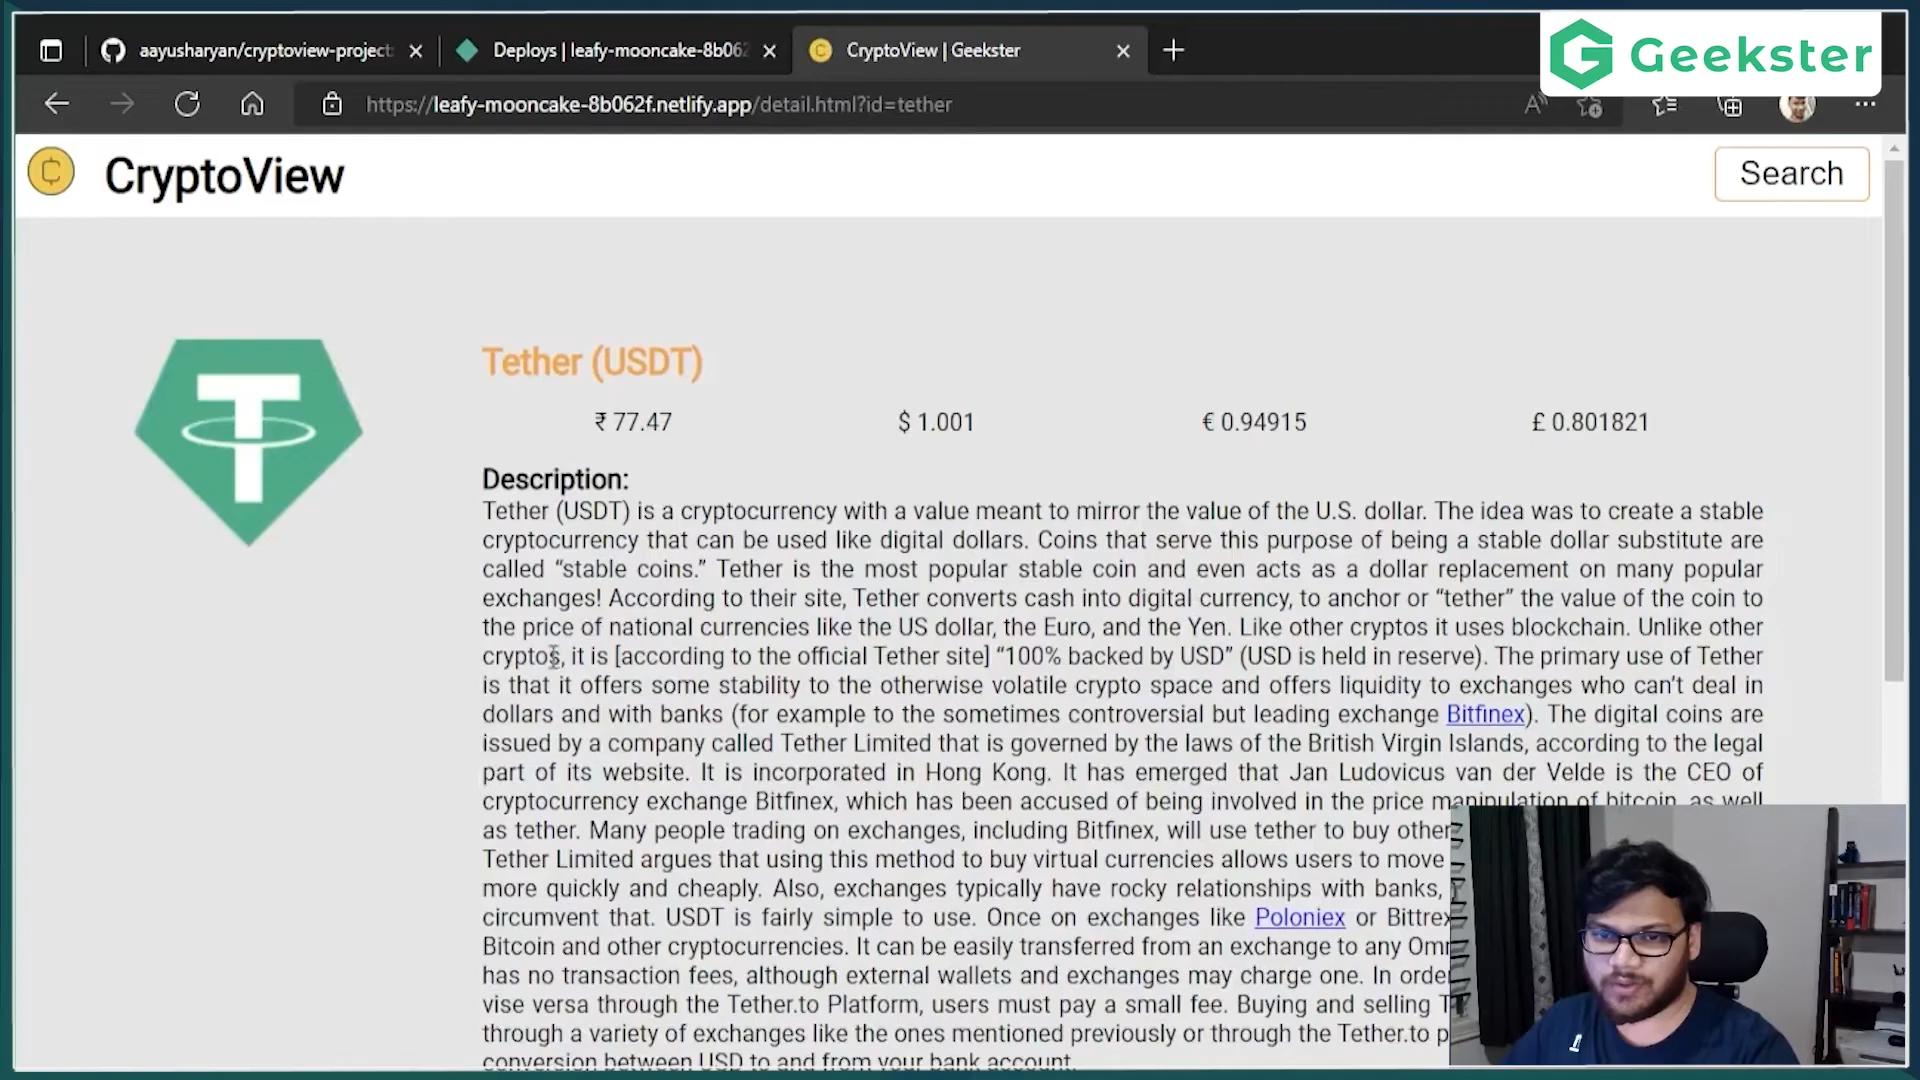 aayusharyan/cryptoview-project
Deploys | leafy-mooncake-8b062
CryptoView | Geekster
Geekster
https://leafy-mooncake-8b062f.netlify.app/detail.html?id=tether
CryptoView
Search
Tether (USDT)
₹ 77.47
$ 1.001
€ 0.94915
£ 0.801821
Description:
Tether (USDT) is a cryptocurrency with a value meant to mirror the value of the U.S. dollar. The idea was to create a stable
cryptocurrency that can be used like digital dollars. Coins that serve this purpose of being a stable dollar substitute are
called “stable coins.” Tether is the most popular stable coin and even acts as a dollar replacement on many popular
exchanges! According to their site, Tether converts cash into digital currency, to anchor or “tether” the value of the coin to
the price of national currencies like the US dollar, the Euro, and the Yen. Like other cryptos it uses blockchain. Unlike other
cryptos, it is [according to the official Tether site] “100% backed by USD” (USD is held in reserve). The primary use of Tether
is that it offers some stability to the otherwise volatile crypto space and offers liquidity to exchanges who can’t deal in
dollars and with banks (for example to the sometimes controversial but leading exchange Bitfinex). The digital coins are
issued by a company called Tether Limited that is governed by the laws of the British Virgin Islands, according to the legal
part of its website. It is incorporated in Hong Kong. It has emerged that Jan Ludovicus van der Velde is the CEO of
cryptocurrency exchange Bitfinex, which has been accused of being involved in the price manipulation of bitcoin, as well
as tether. Many people trading on exchanges, including Bitfinex, will use tether to buy other
Tether Limited argues that using this method to buy virtual currencies allows users to move
more quickly and cheaply. Also, exchanges typically have rocky relationships with banks,
circumvent that. USDT is fairly simple to use. Once on exchanges like Poloniex or Bittrex
Bitcoin and other cryptocurrencies. It can be easily transferred from an exchange to any Om
has no transaction fees, although external wallets and exchanges may charge one. In orde
vise versa through the Tether.to Platform, users must pay a small fee. Buying and selling T
through a variety of exchanges like the ones mentioned previously or through the Tether.to p
conversion between USD to and from your bank account.